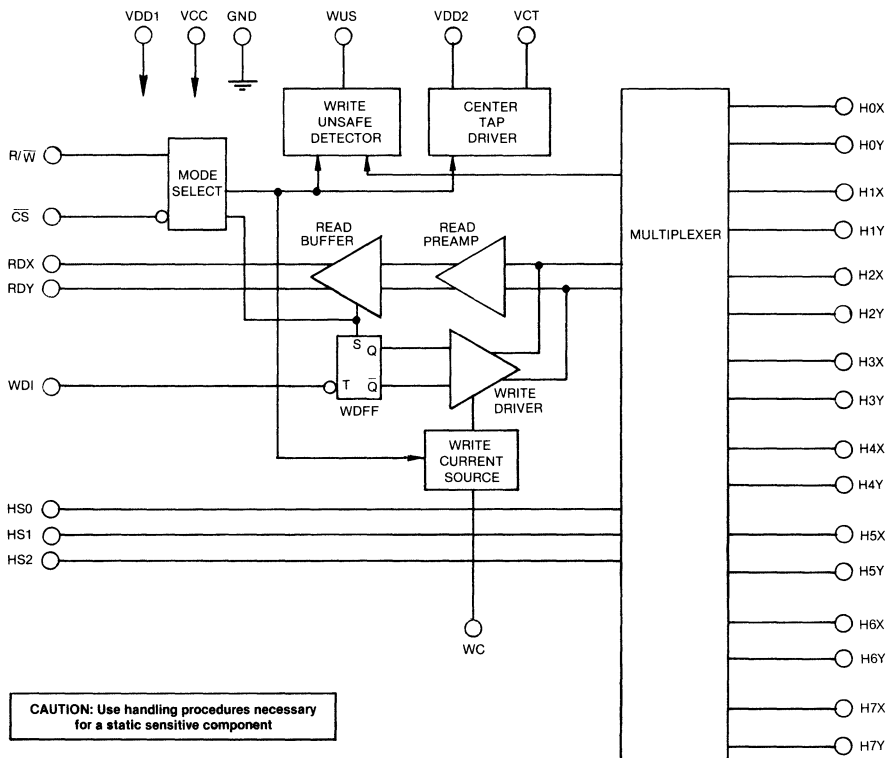 VDD1 VCC GND WUS VDD2 VCT
WRITE
UNSAFE
DETECTOR
CENTER
TAP
DRIVER
R/W̅
C̅S̅
MODE
SELECT
RDX
RDY
READ
BUFFER
READ
PREAMP
S
Q
T
Q̅
WDFF
WDI
WRITE
DRIVER
WRITE
CURRENT
SOURCE
HS0
HS1
HS2
WC
MULTIPLEXER
H0X
H0Y
H1X
H1Y
H2X
H2Y
H3X
H3Y
H4X
H4Y
H5X
H5Y
H6X
H6Y
H7X
H7Y
CAUTION: Use handling procedures necessary
for a static sensitive component